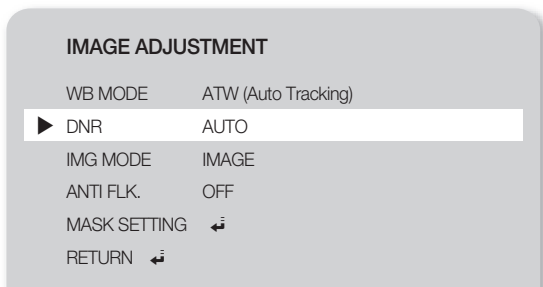 IMAGE ADJUSTMENT
WB MODE ATW (Auto Tracking)
DNR AUTO
IMG MODE IMAGE
ANTI FLK. OFF
MASK SETTING
RETURN